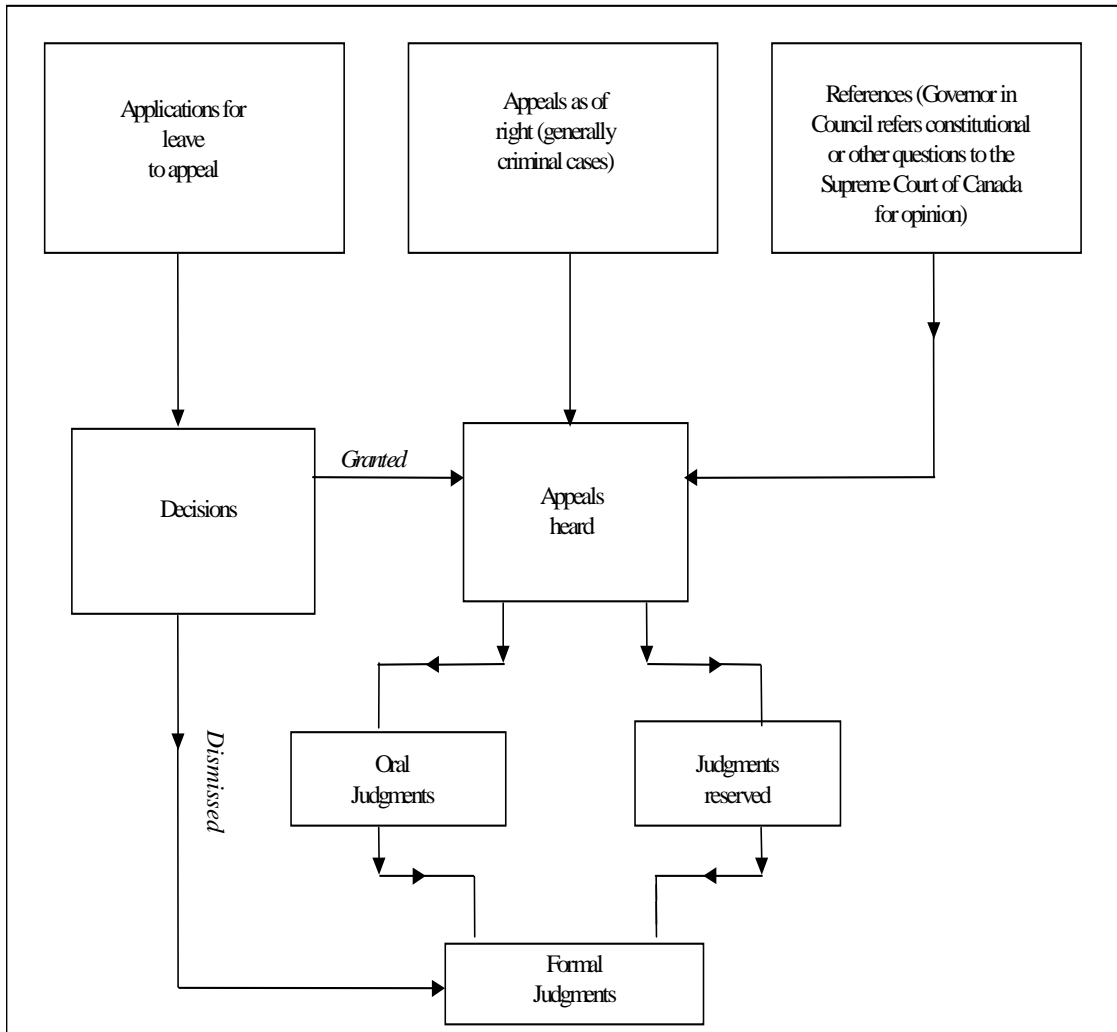 Applications for
leave
to appeal
Appeals as of
right (generally
criminal cases)
References (Governor in
Council refers constitutional
or other questions to the
Supreme Court of Canada
for opinion)
Decisions
Granted
Appeals
heard
Dismissed
Oral
Judgments
Judgments
reserved
Formal
Judgments